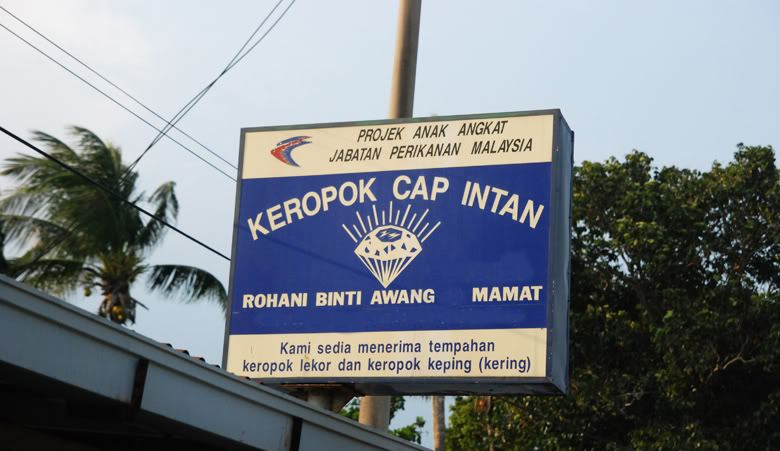 PROJEK ANAK ANGKAT
JABATAN PERIKANAN MALAYSIA
KEROPOK CAP INTAN
ROHANI BINTI AWANG MAMAT
Kami sedia menerima tempahan
keropok lekor dan keropok keping (kering)